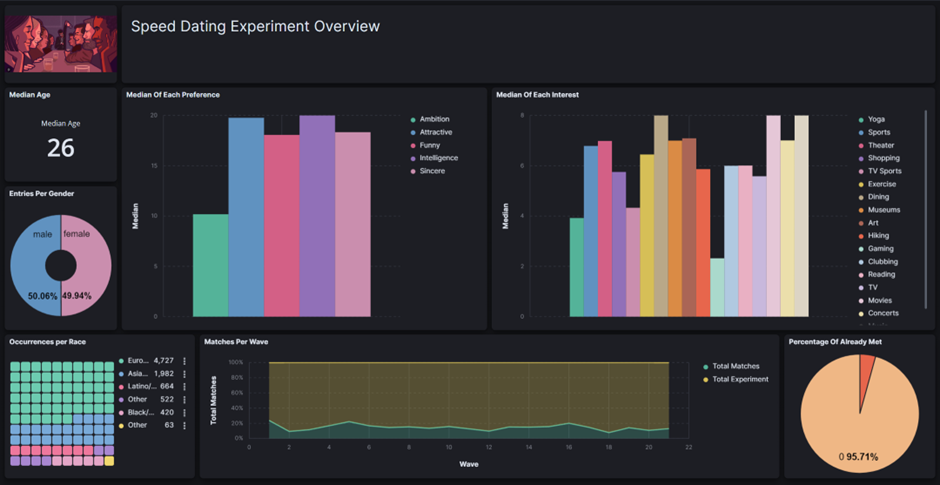 Speed Dating Experiment Overview
Median Age
Median Age
26
Median Of Each Preference
20
15
10
5
0
Median
Ambition
Attractive
Funny
Intelligence
Sincere
Median Of Each Interest
8
6
4
2
0
Median
Yoga
Sports
Theater
Shopping
TV Sports
Exercise
Dining
Museums
Art
Hiking
Gaming
Clubbing
Reading
TV
Movies
Concerts
Entries Per Gender
male female
50.06% 49.94%
Occurrences per Race
Euro... 4,727
Asia... 1,982
Latino/... 664
Other 522
Black/... 420
Other 63
Matches Per Wave
100%
80%
60%
40%
20%
0%
Total Matches
0 2 4 6 8 10 12 14 16 18 20 22
Wave
Total Matches
Total Experiment
Percentage Of Already Met
0 95.71%